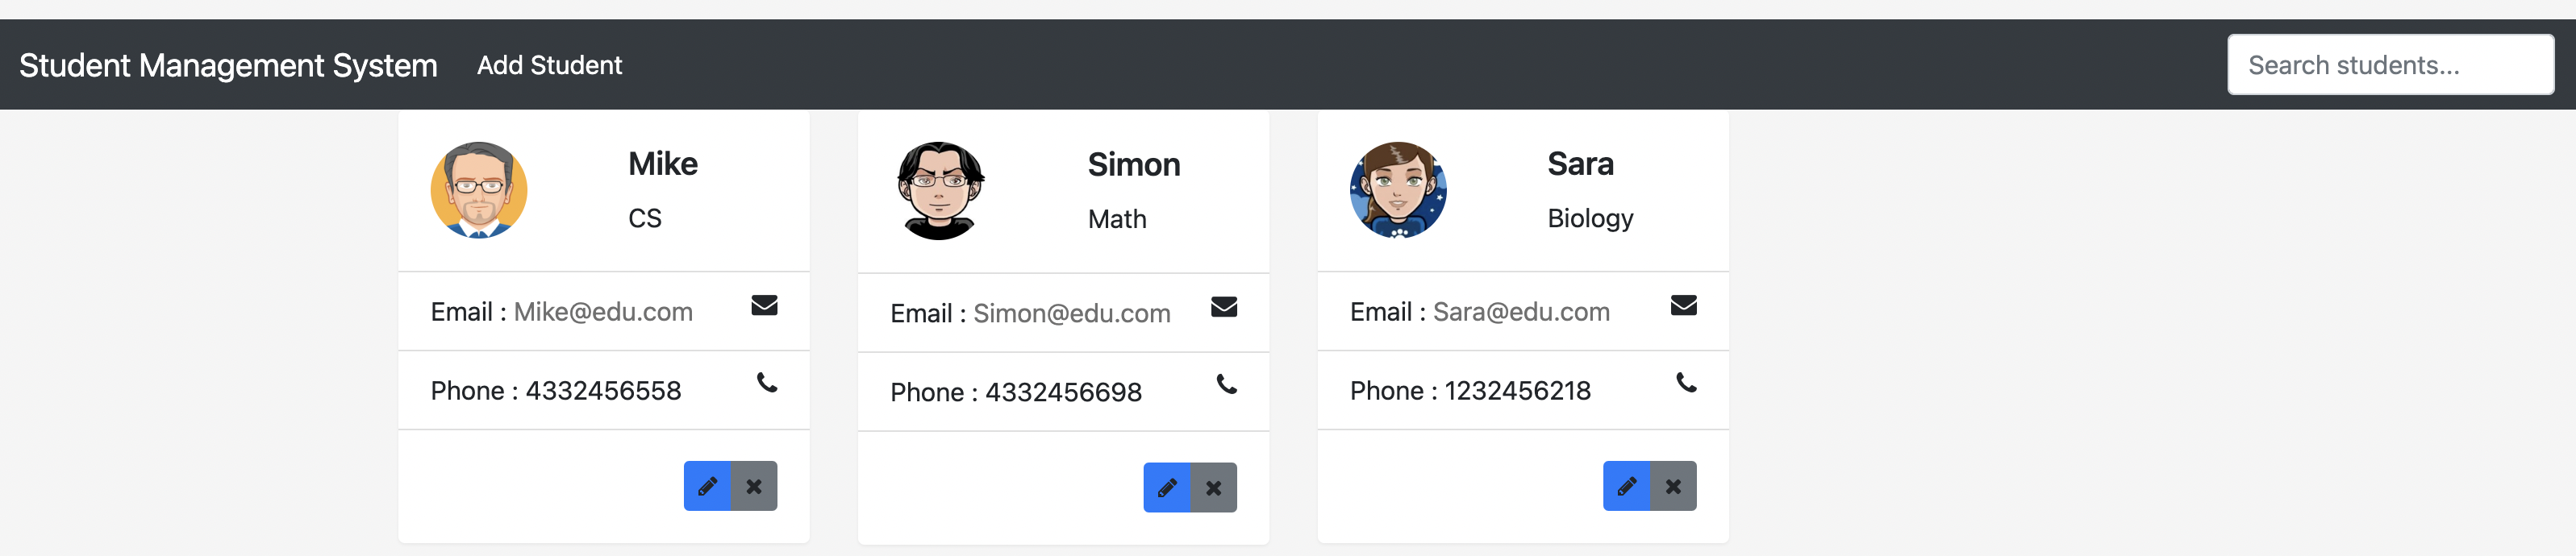 Student Management System Add Student Search students...
Mike
CS
Email : Mike@edu.com
Phone : 4332456558
Simon
Math
Email : Simon@edu.com
Phone : 4332456698
Sara
Biology
Email : Sara@edu.com
Phone : 1232456218